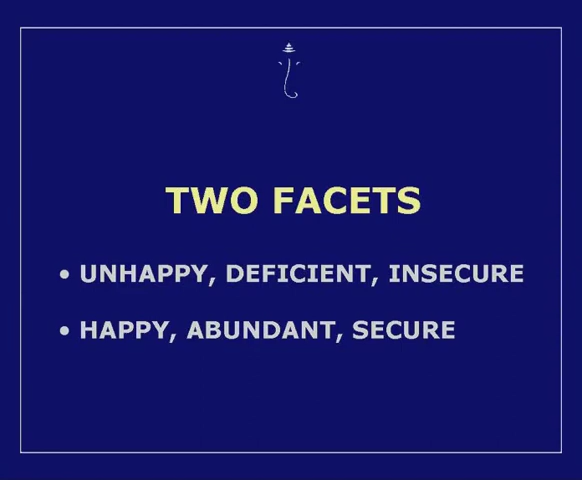 TWO FACETS
• UNHAPPY, DEFICIENT, INSECURE
• HAPPY, ABUNDANT, SECURE